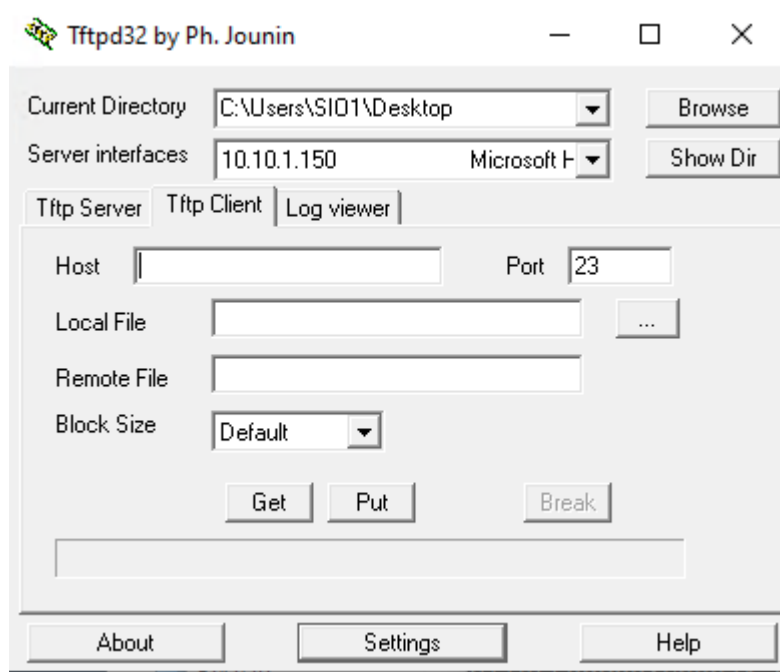 Tftpd32 by Ph. Jounin
Current Directory C:\Users\SIO1\Desktop Browse
Server interfaces 10.10.1.150 Microsoft H Show Dir
Tftp Server Tftp Client Log viewer
Host Port 23
Local File ...
Remote File
Block Size Default
Get Put Break
About Settings Help